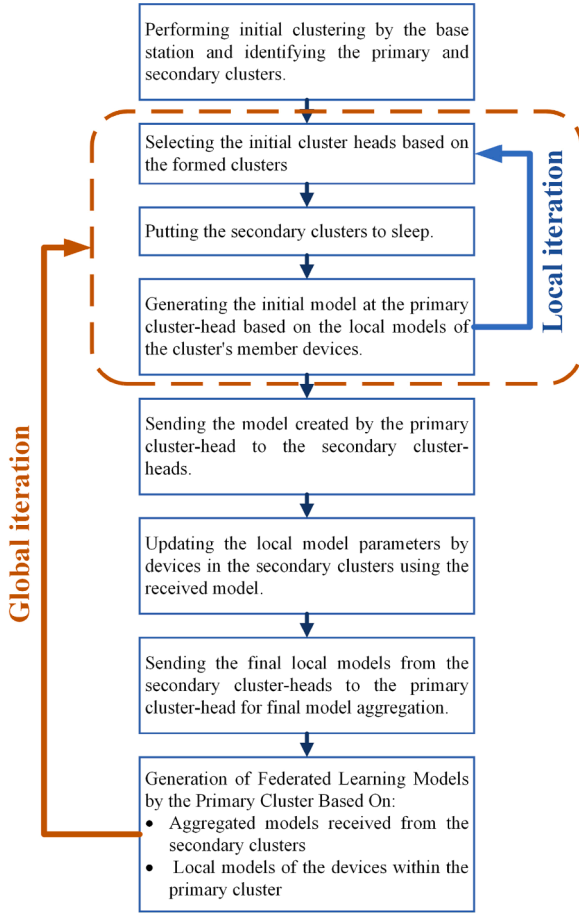 Performing initial clustering by the base
station and identifying the primary and
secondary clusters.
Selecting the initial cluster heads based on
the formed clusters
Putting the secondary clusters to sleep.
Generating the initial model at the primary
cluster-head based on the local models of
the cluster's member devices.
Local iteration
Sending the model created by the primary
cluster-head to the secondary cluster-
heads.
Updating the local model parameters by
devices in the secondary clusters using the
received model.
Sending the final local models from the
secondary cluster-heads to the primary
cluster-head for final model aggregation.
Generation of Federated Learning Models
by the Primary Cluster Based On:
• Aggregated models received from the
secondary clusters
• Local models of the devices within the
primary cluster
Global iteration